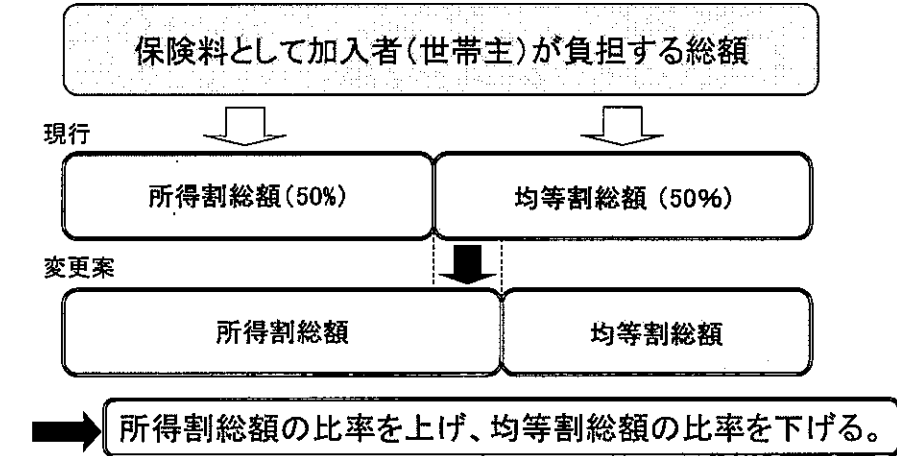 保険料として加入者(世帯主)が負担する総額
現行
所得割総額(50%)
均等割総額 (50%)
変更案
所得割総額
均等割総額
所得割総額の比率を上げ、均等割総額の比率を下げる。